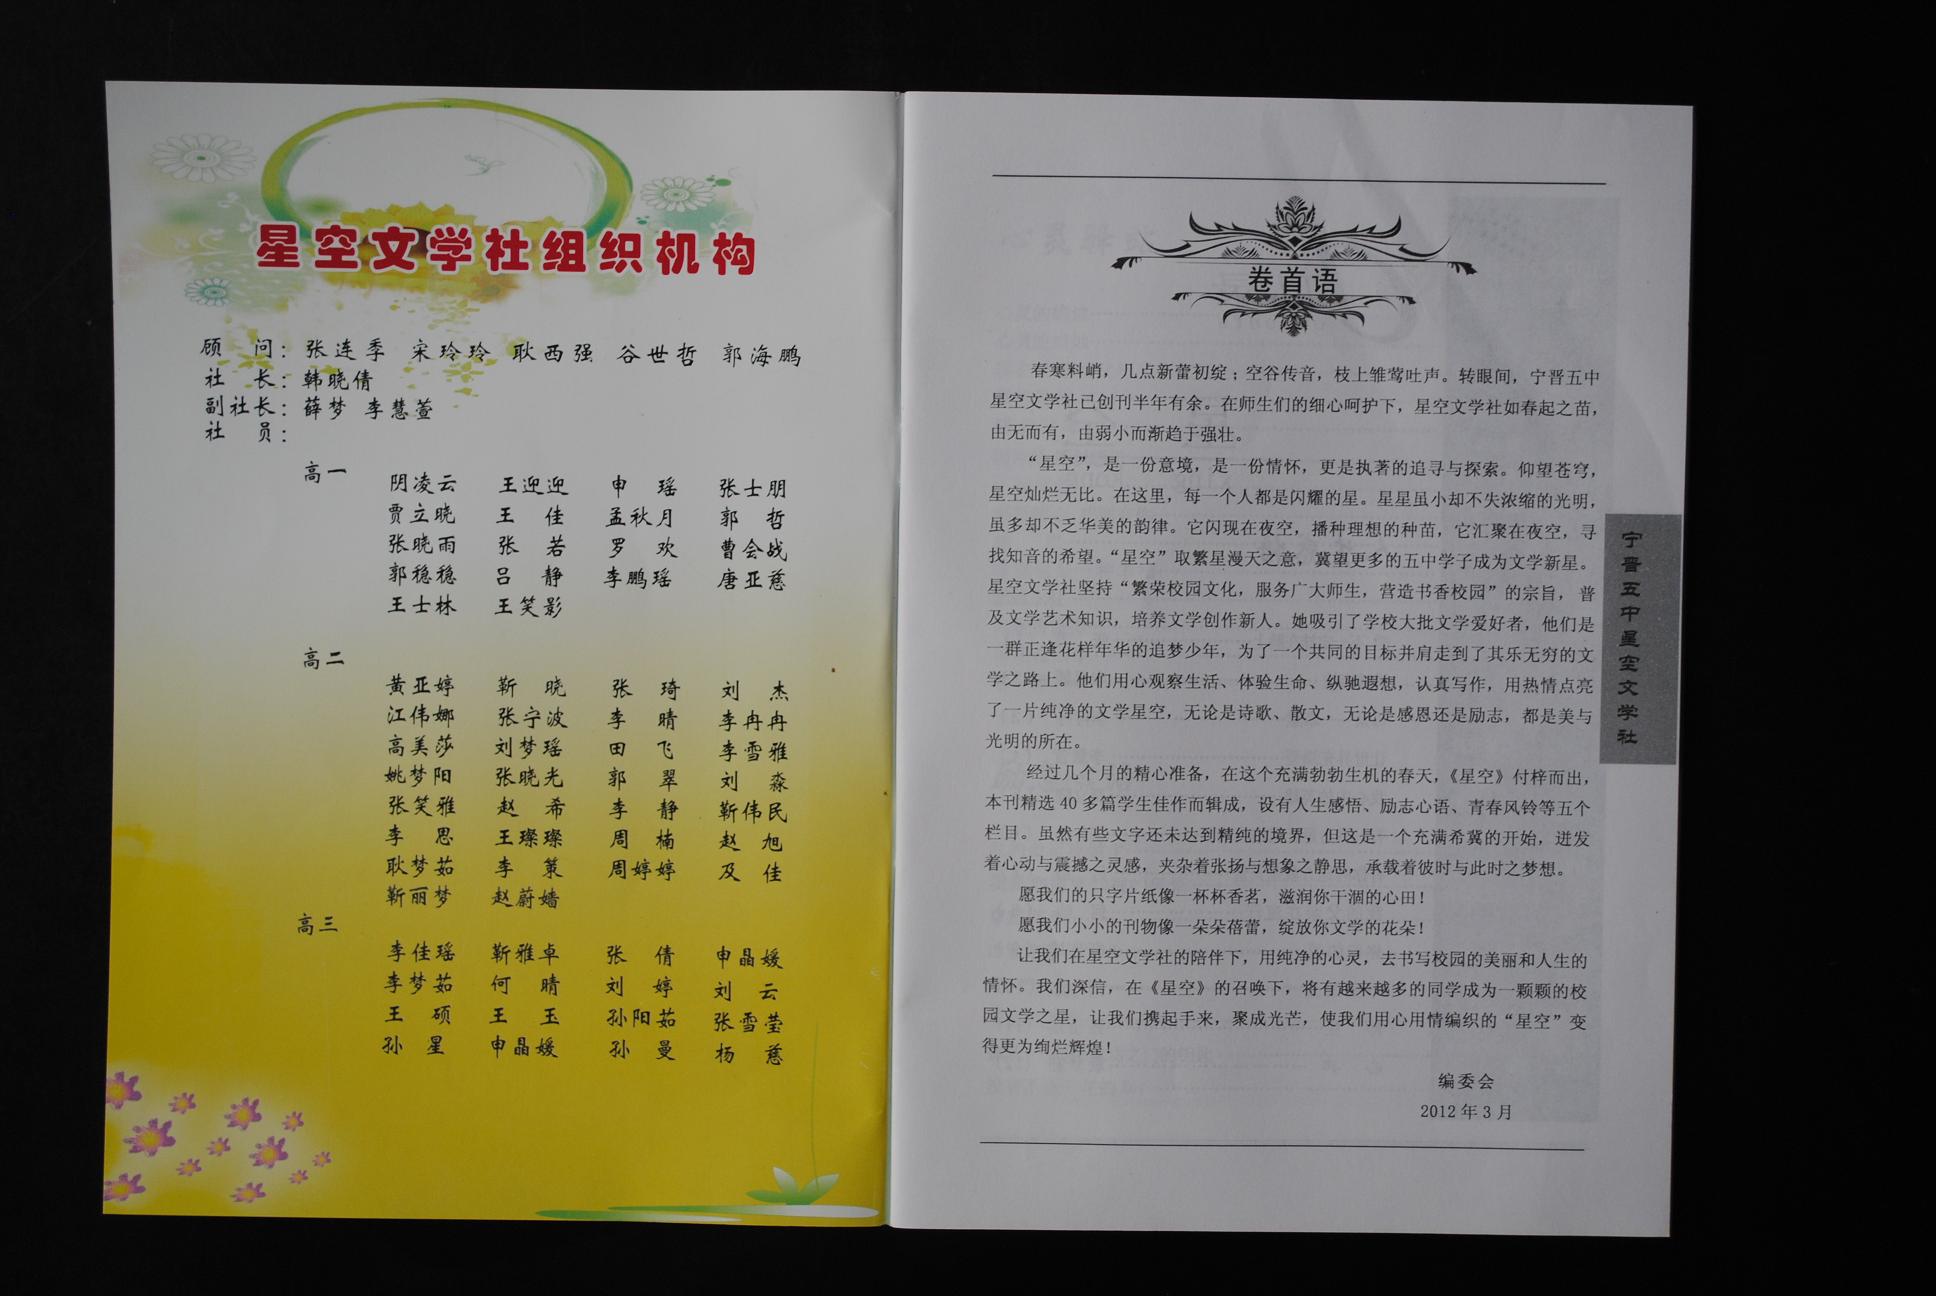 星空文学社组织机构
顾 问：张连季 宋玲玲 耿西强 谷世哲 郭海鹏
社 长：韩晓倩
副社长：薛梦 李慧萱
社 员：
高一
阴凌云 王迎迎 申 瑶 张士朋
贾立晓 王 佳 孟秋月 郭 哲
张晓雨 张 若 罗 欢 曹会战
郭稳稳 吕 静 李鹏瑶 唐亚慈
王士林 王笑影
高二
黄亚婷 靳 晓 张 琦 刘 杰
江伟娜 张宁波 李 晴 李冉冉
高美莎 刘梦瑶 田 飞 李雪雅
姚梦阳 张晓光 郭 翠 刘 淼
张笑雅 赵 希 李 静 靳伟民
李 思 王璨璨 周 楠 赵 旭
耿梦茹 李 策 周婷婷 及 佳
靳丽梦 赵蔚嫱
高三
李佳瑶 靳雅卓 张 倩 申晶媛
李梦茹 何 晴 刘 婷 刘 云
王 硕 王 玉 孙阳茹 张雪莹
孙 星 申晶媛 孙 曼 杨 慈
卷首语
春寒料峭，几点新蕾初绽；空谷传音，枝上雏莺吐声。转眼间，宁晋五中
星空文学社已创刊半年有余。在师生们的细心呵护下，星空文学社如春起之苗，
由无而有，由弱小而渐趋于强壮。
“星空”，是一份意境，是一份情怀，更是执著的追寻与探索。仰望苍穹，
星空灿烂无比。在这里，每一个人都是闪耀的星。星星虽小却不失浓缩的光明，
虽多却不乏华美的韵律。它闪现在夜空，播种理想的种苗，它汇聚在夜空，寻
找知音的希望。“星空”取繁星漫天之意，冀望更多的五中学子成为文学新星。
星空文学社坚持“繁荣校园文化，服务广大师生，营造书香校园”的宗旨，普
及文学艺术知识，培养文学创作新人。她吸引了学校大批文学爱好者，他们是
一群正逢花样年华的追梦少年，为了一个共同的目标并肩走到了其乐无穷的文
学之路上。他们用心观察生活、体验生命、纵驰遐想，认真写作，用热情点亮
了一片纯净的文学星空，无论是诗歌、散文，无论是感恩还是励志，都是美与
光明的所在。
经过几个月的精心准备，在这个充满勃勃生机的春天，《星空》付梓而出，
本刊精选 40 多篇学生佳作而辑成，设有人生感悟、励志心语、青春风铃等五个
栏目。虽然有些文字还未达到精纯的境界，但这是一个充满希冀的开始，迸发
着心动与震撼之灵感，夹杂着张扬与想象之静思，承载着彼时与此时之梦想。
愿我们的只字片纸像一杯杯香茗，滋润你干涸的心田！
愿我们小小的刊物像一朵朵蓓蕾，绽放你文学的花朵！
让我们在星空文学社的陪伴下，用纯净的心灵，去书写校园的美丽和人生的
情怀。我们深信，在《星空》的召唤下，将有越来越多的同学成为一颗颗的校
园文学之星，让我们携起手来，聚成光芒，使我们用心用情编织的“星空”变
得更为绚烂辉煌！
编委会
2012 年 3 月
宁晋五中星空文学社